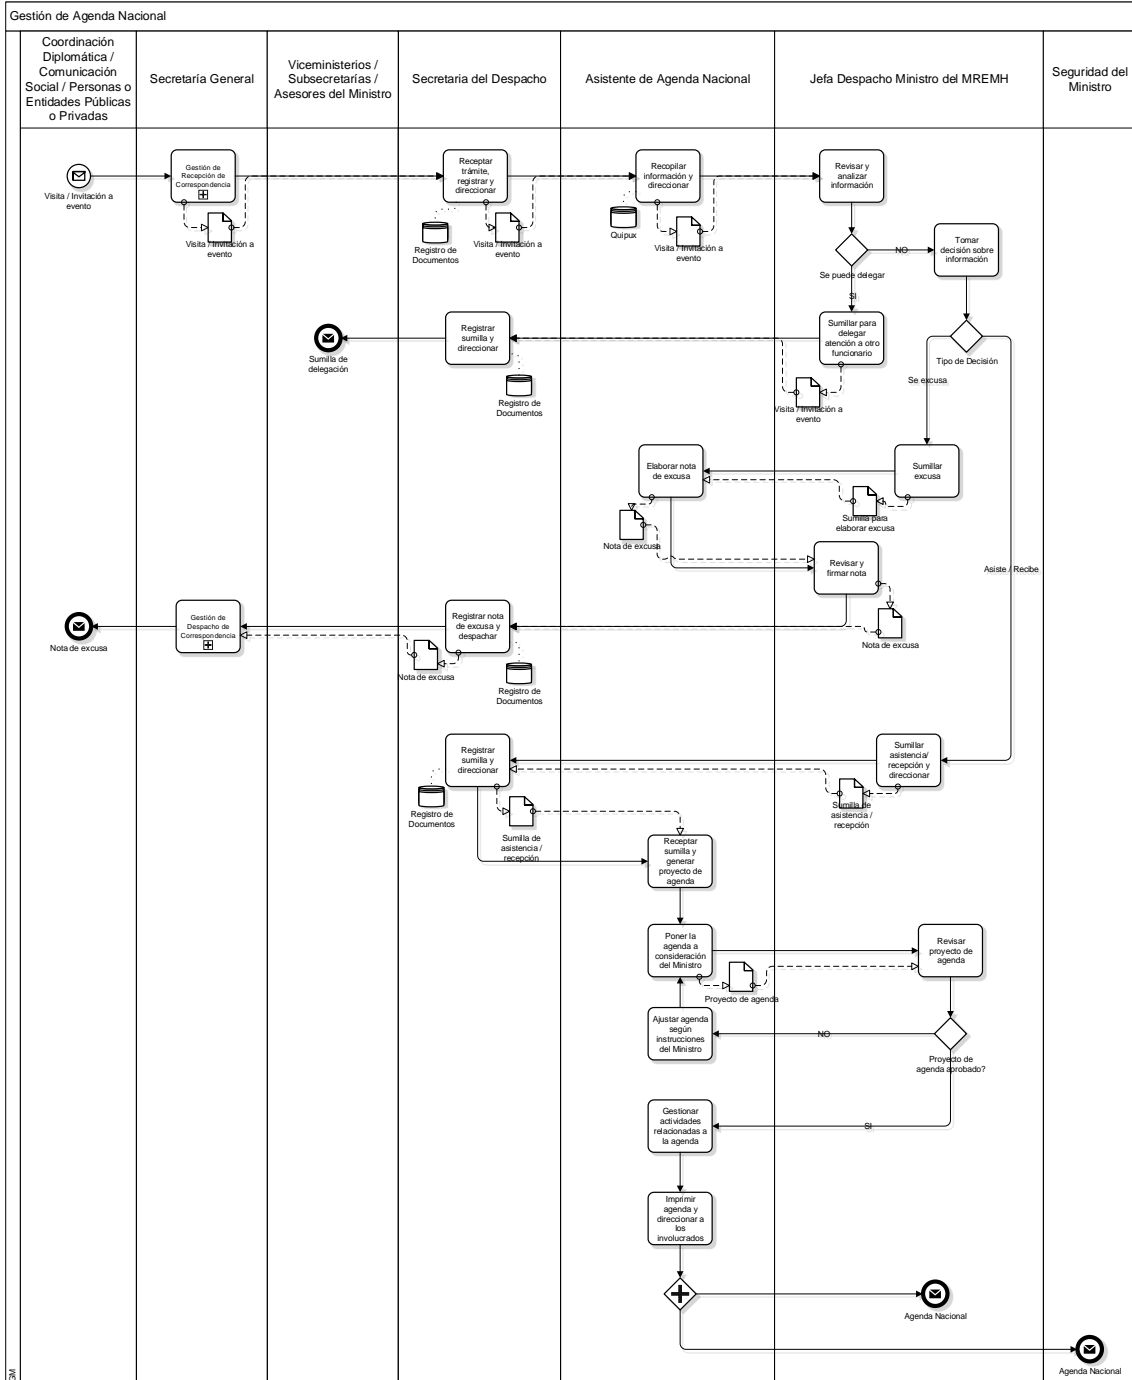 Gestión de Agenda Nacional
Coordinación
Diplomática /
Comunicación
Social / Personas o
Entidades Públicas
o Privadas
Secretaría General
Viceministerios /
Subsecretarías /
Asesores del Ministro
Secretaria del Despacho
Asistente de Agenda Nacional
Jefa Despacho Ministro del MREMH
Seguridad del
Ministro
Visita / Invitación a
evento
Gestión de
Recepción de
Correspondencia
Visita / Invitación a
evento
Receptar
trámite,
registrar y
direccionar
Registro de
Documentos
Visita / Invitación a
evento
Recopilar
información y
direccionar
Quipux
Visita / Invitación a
evento
Revisar y
analizar
información
Se puede delegar
NO
Tomar
decisión sobre
información
SI
Sumilla de
delegación
Registrar
sumilla y
direccionar
Registro de
Documentos
Sumillar para
delegar
atención a otro
funcionario
Visita / Invitación a
evento
Tipo de Decisión
Se excusa
Elaborar nota
de excusa
Nota de excusa
Sumillar
excusa
Sumilla para
elaborar excusa
Revisar y
firmar nota
Asiste / Recibe
Nota de excusa
Nota de excusa
Gestión de
Despacho de
Correspondencia
Registrar nota
de excusa y
despachar
Nota de excusa
Registro de
Documentos
Registrar
sumilla y
direccionar
Registro de
Documentos
Sumilla de
asistencia /
recepción
Sumillar
asistencia/
recepción y
direccionar
Sumilla de
asistencia /
recepción
Receptar
sumilla y
generar
proyecto de
agenda
Poner la
agenda a
consideración
del Ministro
Proyecto de agenda
Revisar
proyecto de
agenda
Ajustar agenda
según
instrucciones
del Ministro
NO
Proyecto de
agenda aprobado?
Gestionar
actividades
relacionadas a
la agenda
SI
Imprimir
agenda y
direccionar a
los
involucrados
Agenda Nacional
Agenda Nacional